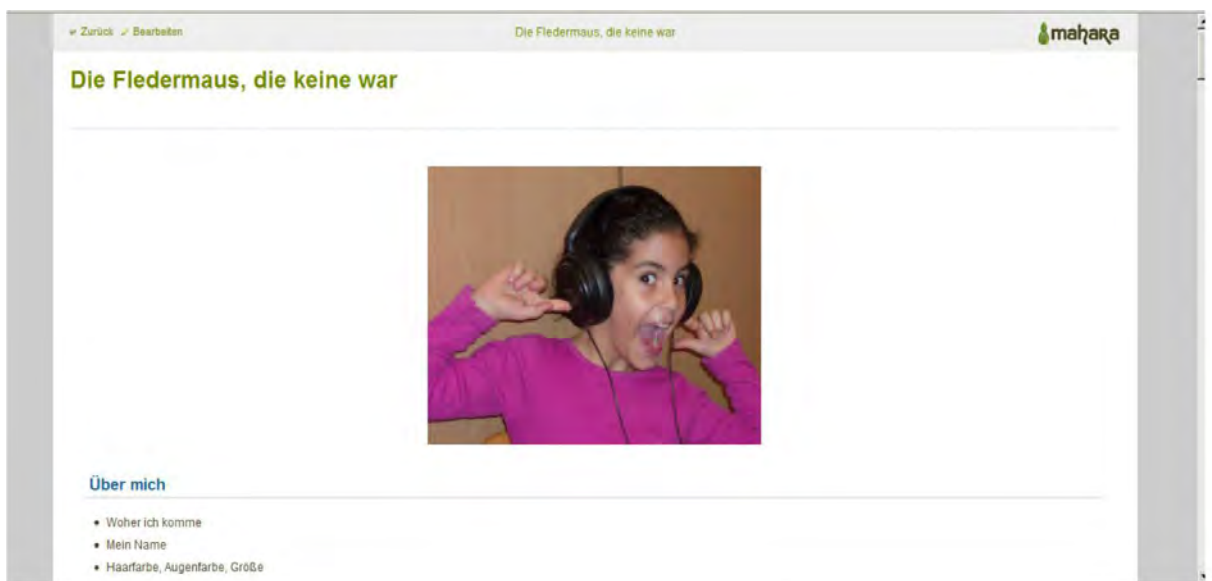 Zurück Bearbeiten Die Fledermaus, die keine war mahara
Die Fledermaus, die keine war
Über mich
Woher ich komme
Mein Name
Haarfarbe, Augenfarbe, Größe